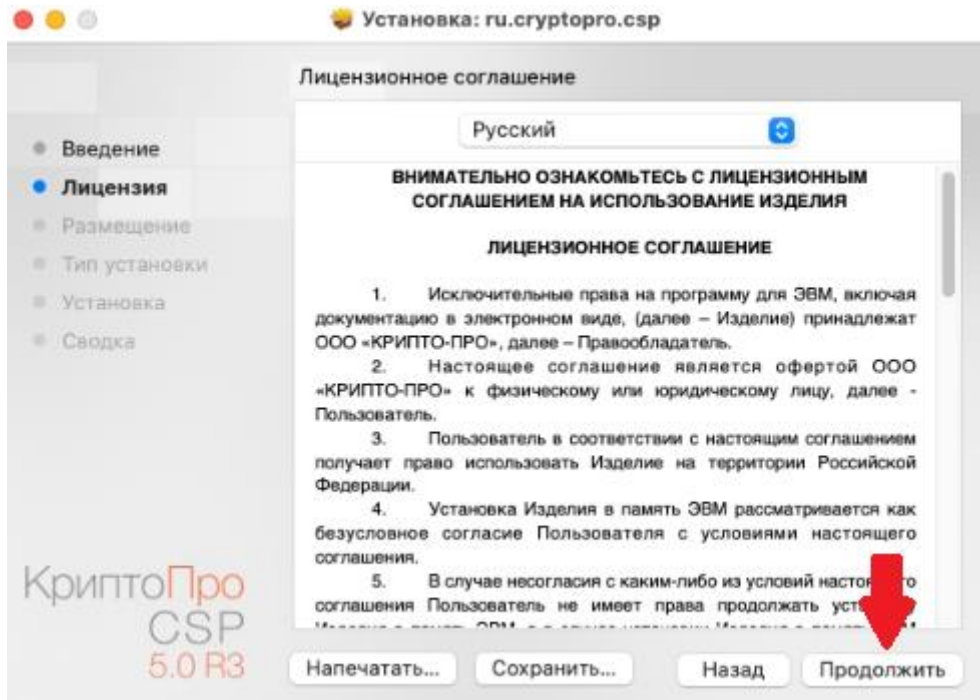 Установка: ru.cryptopro.csp
Лицензионное соглашение
Русский
Введение
Лицензия
Размещение
Тип установки
Установка
Сводка
ВНИМАТЕЛЬНО ОЗНАКОМЬТЕСЬ С ЛИЦЕНЗИОННЫМ
СОГЛАШЕНИЕМ НА ИСПОЛЬЗОВАНИЕ ИЗДЕЛИЯ
ЛИЦЕНЗИОННОЕ СОГЛАШЕНИЕ
1. Исключительные права на программу для ЭВМ, включая
документацию в электронном виде, (далее – Изделие) принадлежат
ООО «КРИПТО-ПРО», далее – Правообладатель.
2. Настоящее соглашение является офертой ООО
«КРИПТО-ПРО» к физическому или юридическому лицу, далее -
Пользователь.
3. Пользователь в соответствии с настоящим соглашением
получает право использовать Изделие на территории Российской
Федерации.
4. Установка Изделия в память ЭВМ рассматривается как
безусловное согласие Пользователя с условиями настоящего
соглашения.
5. В случае несогласия с каким-либо из условий
соглашения Пользователь не имеет права продолжать
КриптоПро
CSP
5.0 R3
Напечатать...
Сохранить...
Назад
Продолжить